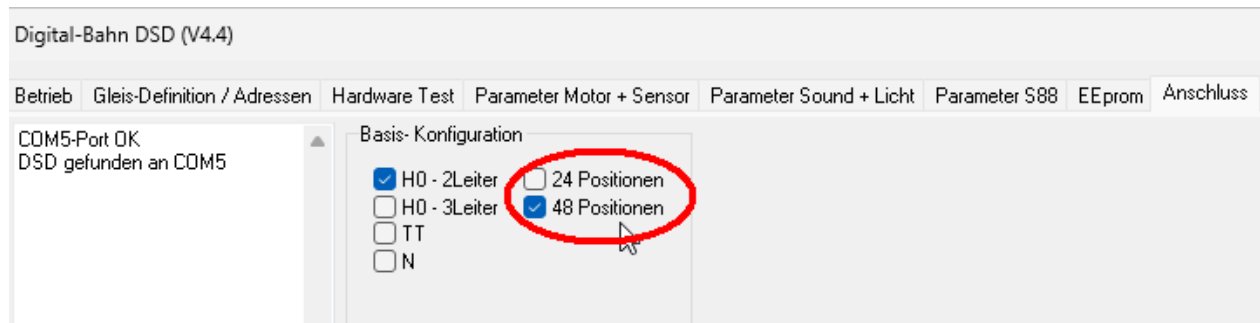 Digital-Bahn DSD (V4.4)
Betrieb Gleis-Definition / Adressen Hardware Test Parameter Motor + Sensor Parameter Sound + Licht Parameter S88 EEprom Anschluss
COM5-Port OK
DSD gefunden an COM5
Basis- Konfiguration
H0 - 2Leiter 24 Positionen
H0 - 3Leiter 48 Positionen
TT
N